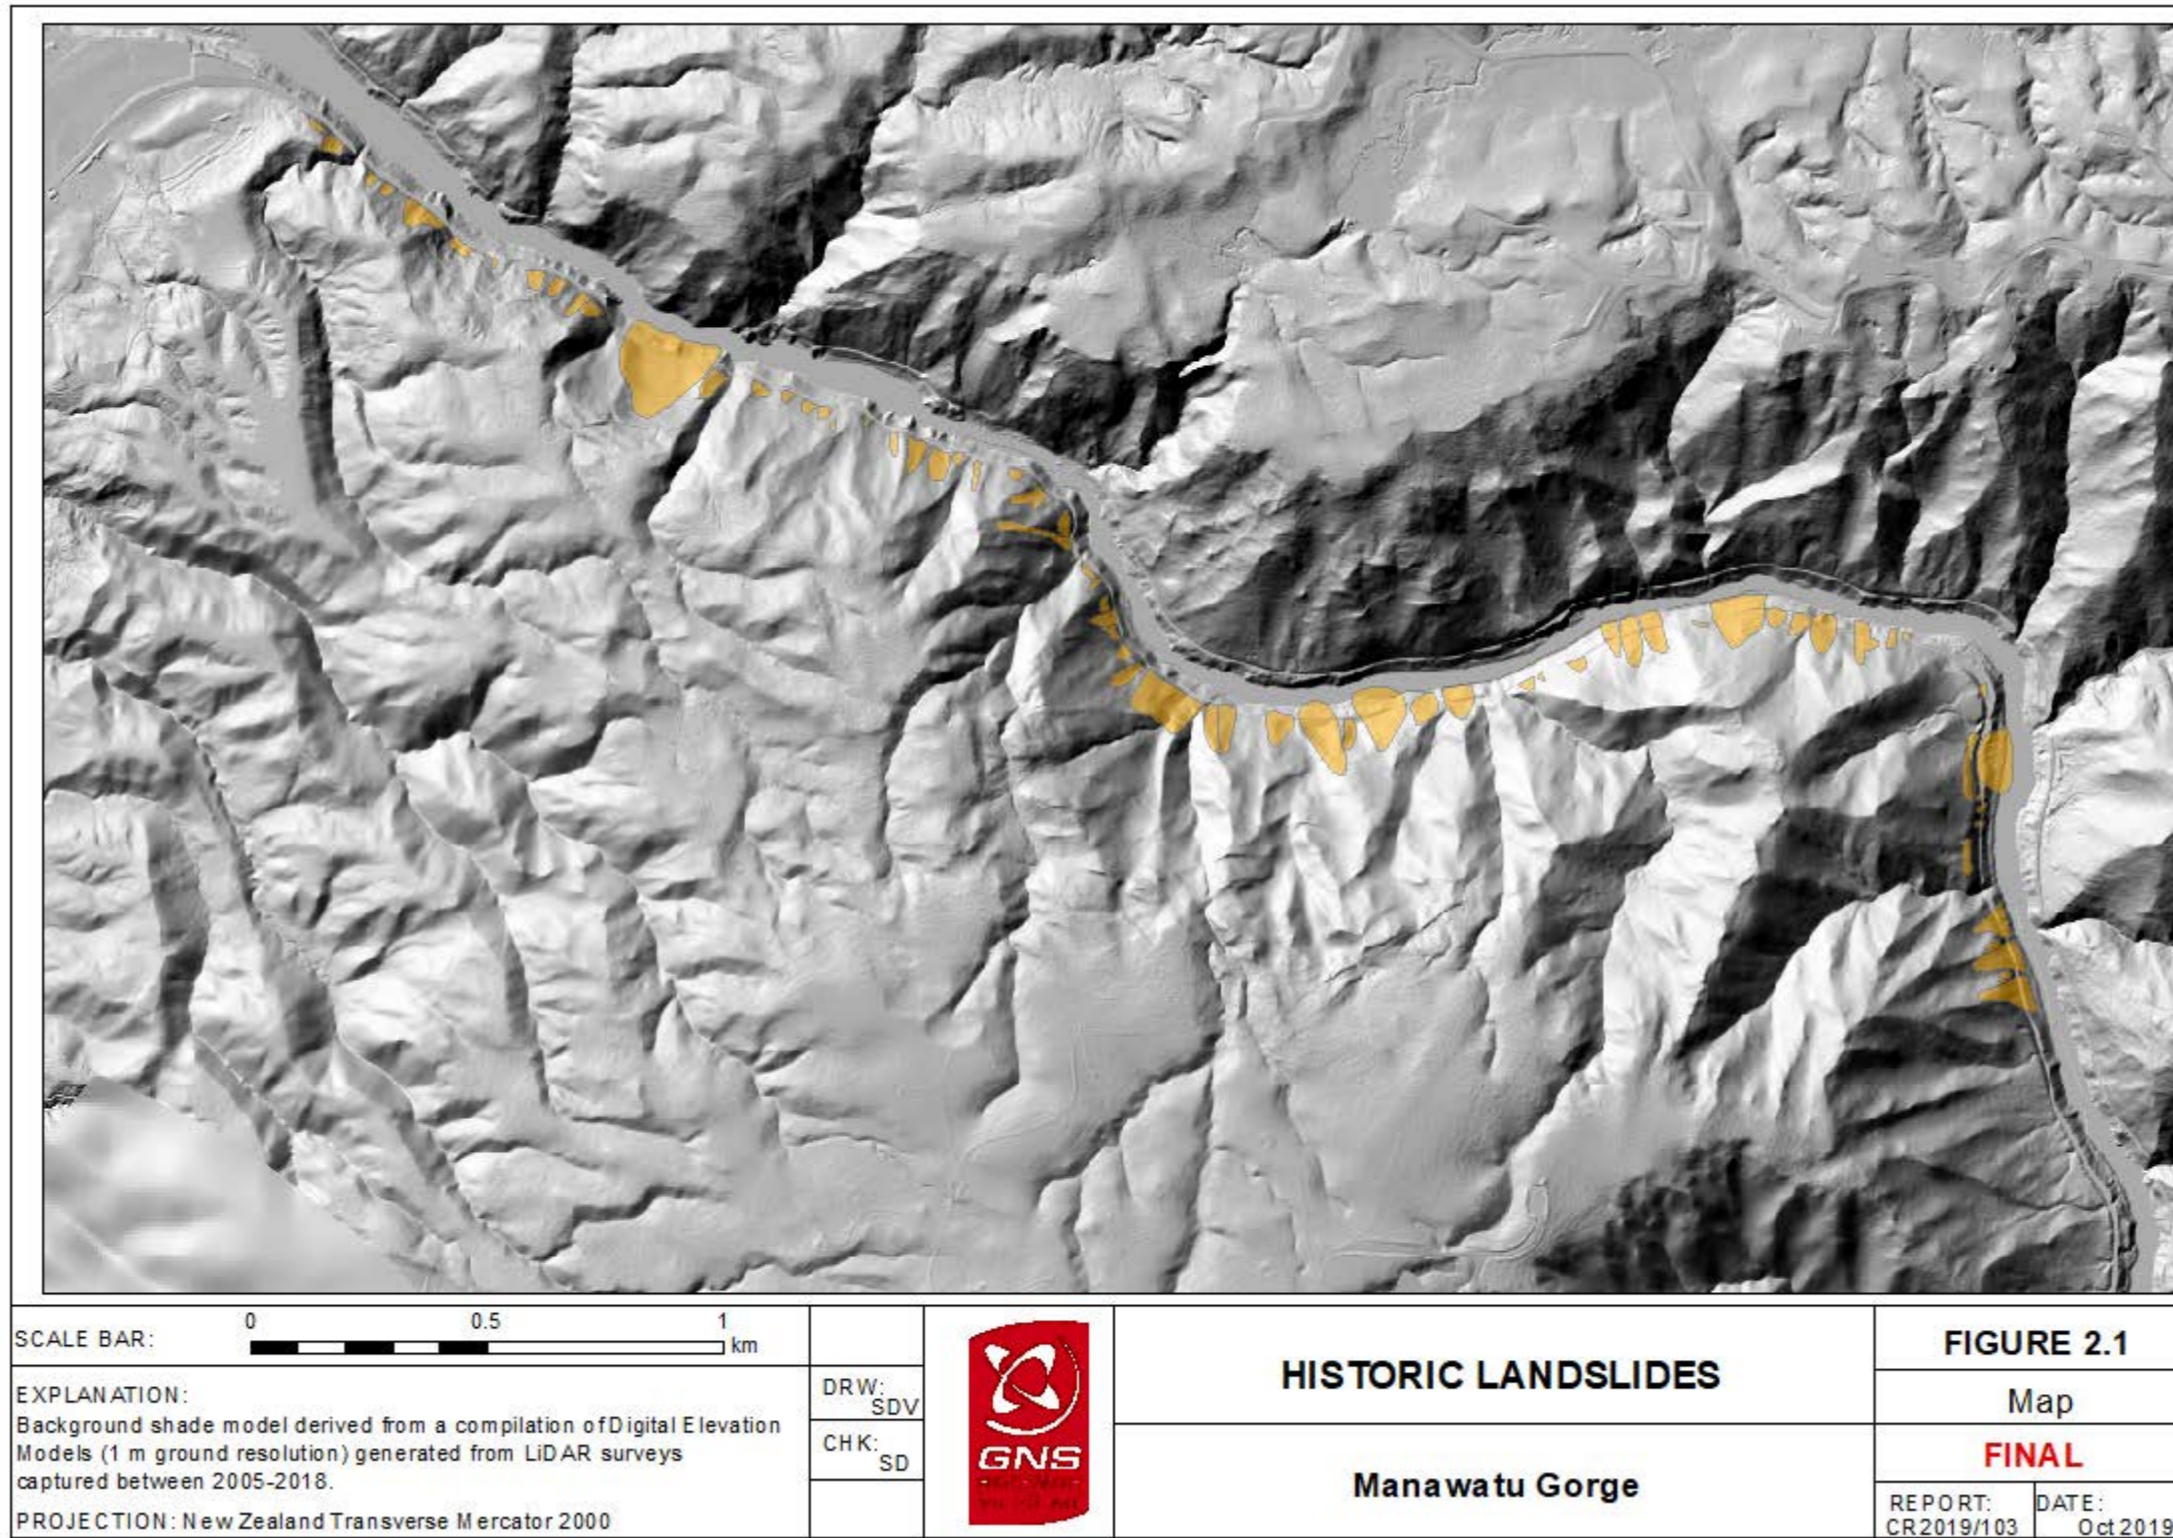 SCALE BAR:
0 0.5 1
km
EXPLANATION:
Background shade model derived from a compilation of Digital Elevation
Models (1 m ground resolution) generated from LiDAR surveys
captured between 2005-2018.
PROJECTION: New Zealand Transverse Mercator 2000
DRW:
SDV
CHK:
SD
GNS
HISTORIC LANDSLIDES
Manawatu Gorge
FIGURE 2.1
Map
FINAL
REPORT:
CR2019/103
DATE:
Oct 2019